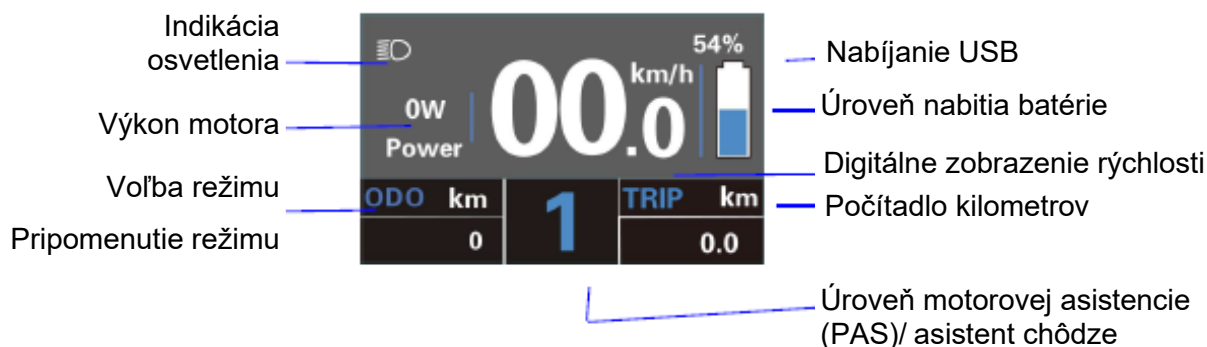 Indikácia
osvetlenia
Výkon motora
Voľba režimu
Pripomenutie režimu
54%
km/h
00.0
0W
Power
ODO km
0
1
TRIP km
0.0
Nabíjanie USB
Úroveň nabitia batérie
Digitálne zobrazenie rýchlosti
Počítadlo kilometrov
Úroveň motorovej asistencie
(PAS)/ asistent chôdze